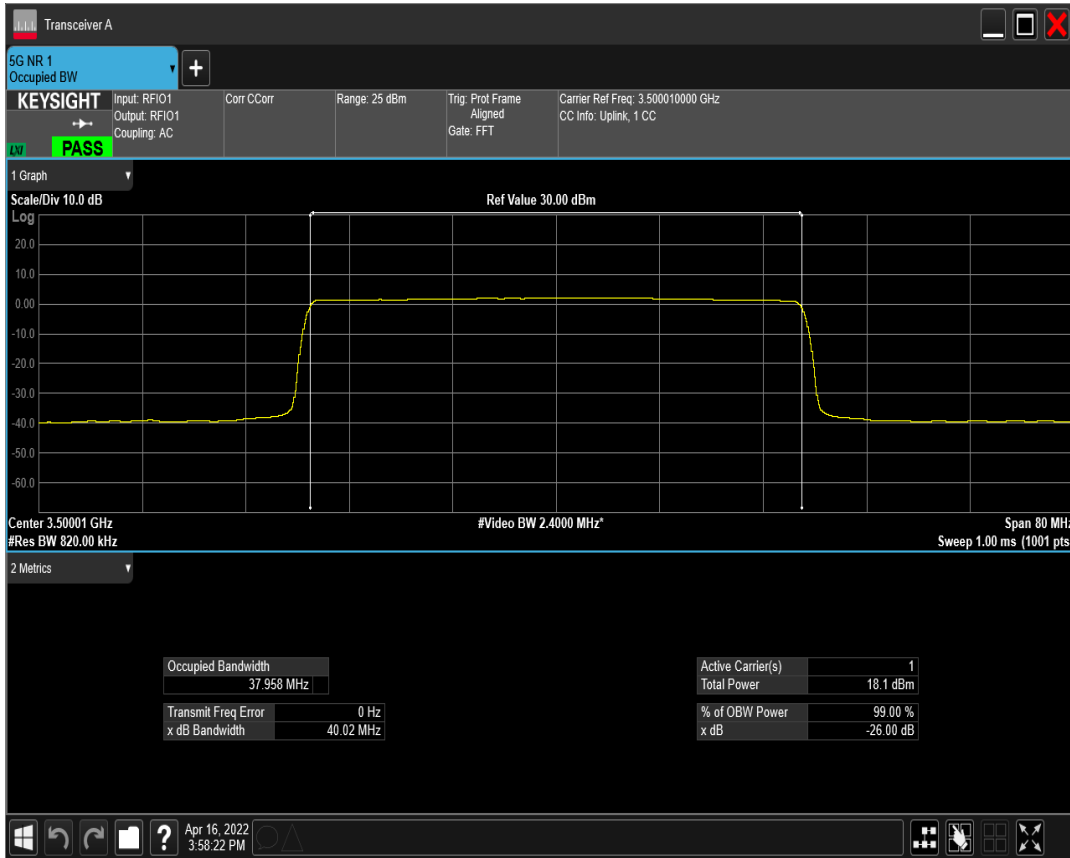 Transceiver A
5G NR 1
Occupied BW
+
KEYSIGHT
LXI
PASS
Input: RFIO1
Output: RFIO1
Coupling: AC
Corr CCorr
Range: 25 dBm
Trig: Prot Frame
Aligned
Gate: FFT
Carrier Ref Freq: 3.500010000 GHz
CC Info: Uplink, 1 CC
1 Graph
Scale/Div 10.0 dB
Ref Value 30.00 dBm
Log
20.0
10.0
0.00
-10.0
-20.0
-30.0
-40.0
-50.0
-60.0
Center 3.50001 GHz
#Video BW 2.4000 MHz*
Span 80 MHz
#Res BW 820.00 kHz
Sweep 1.00 ms (1001 pts
2 Metrics
Occupied Bandwidth
37.958 MHz
Transmit Freq Error 0 Hz
x dB Bandwidth 40.02 MHz
Active Carrier(s) 1
Total Power 18.1 dBm
% of OBW Power 99.00 %
x dB -26.00 dB
?
Apr 16, 2022
3:58:22 PM